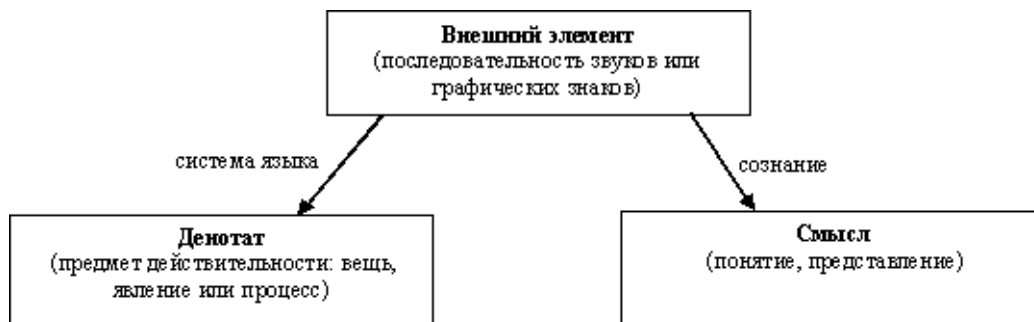 Внешний элемент
(последовательность звуков или
графических знаков)
система языка
сознание
Денотат
(предмет действительности: вещь,
явление или процесс)
Смысл
(понятие, представление)